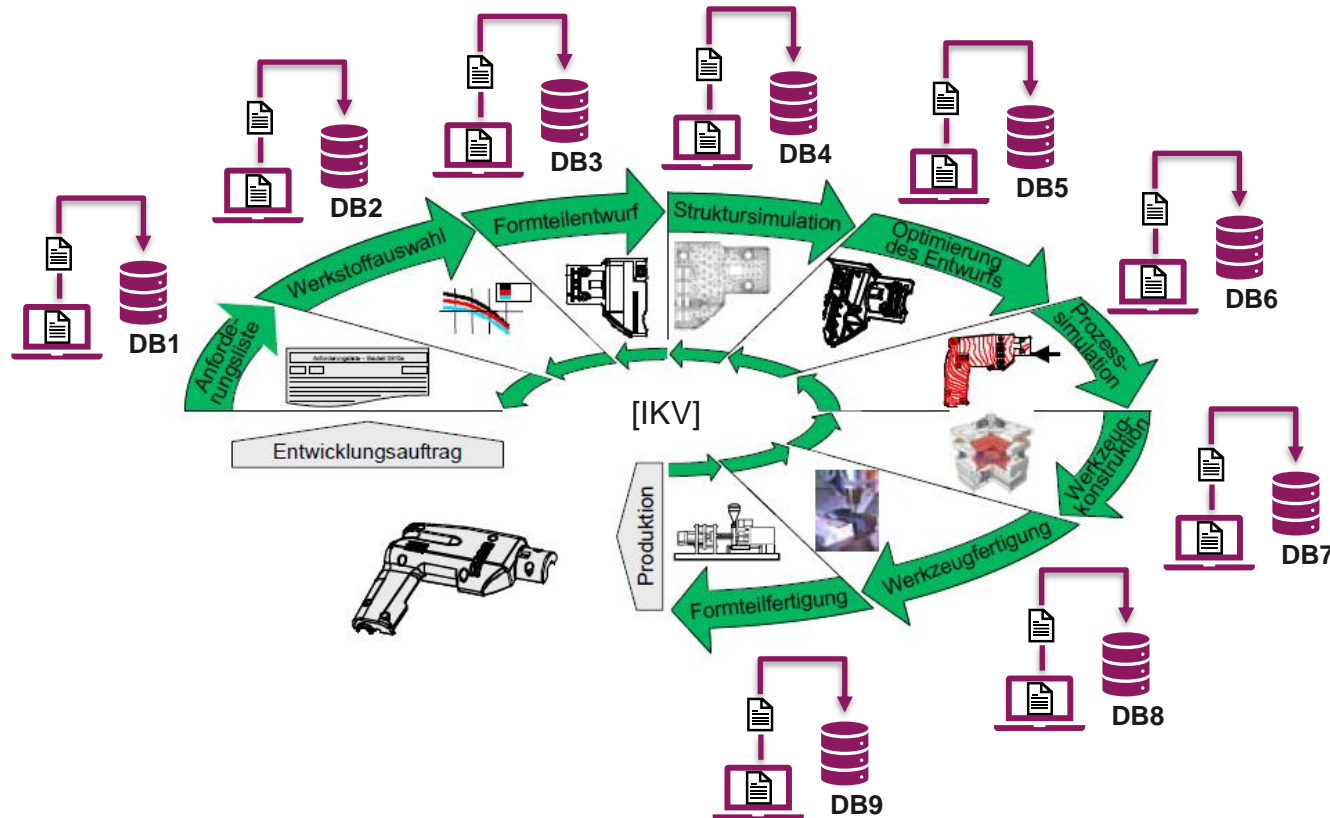 DB1
DB2
DB3
DB4
DB5
DB6
DB7
DB8
DB9
Anforde-
rungsliste
Werkstoffauswahl
Formteilentwurf
Struktursimulation
Optimierung
des Entwurfs
Prozess-
simulation
Werkzeug-
konstruktion
Werkzeugfertigung
Formteilfertigung
Produktion
Entwicklungsauftrag
[IKV]